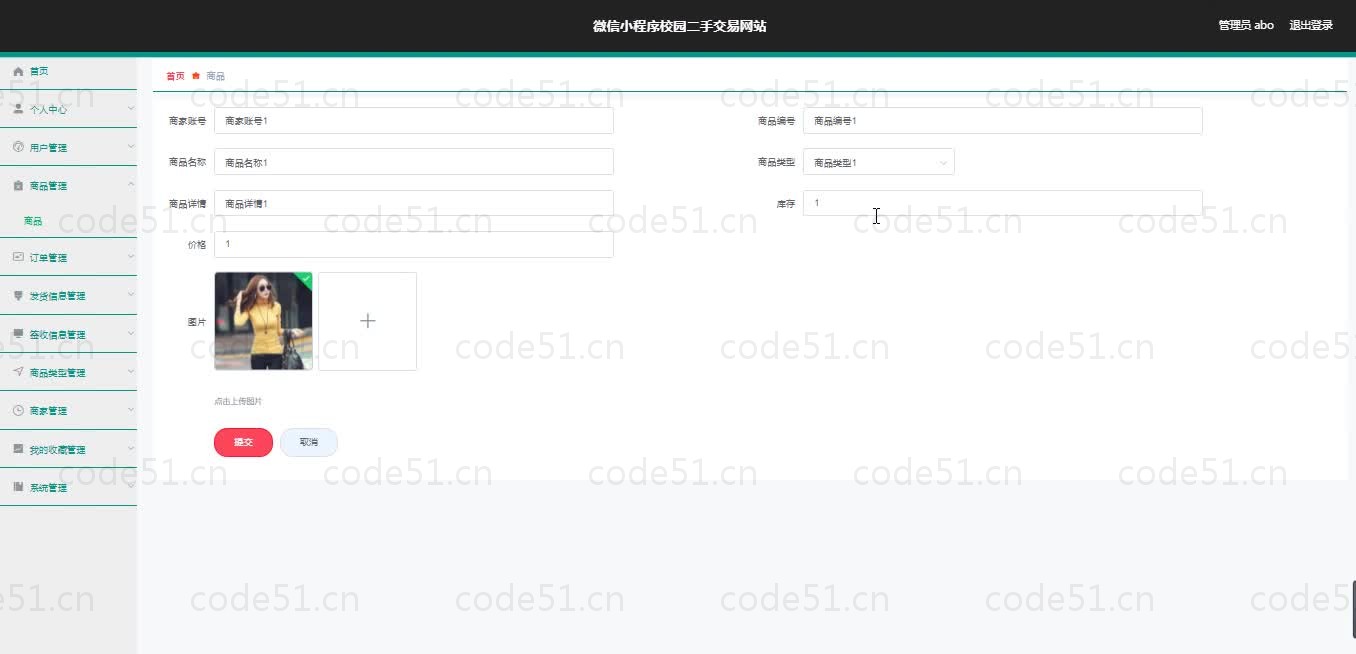 微信小程序校园二手交易网站
管理员 abo 退出登录
首页
个人中心
用户管理
商品管理
商品
订单管理
发货信息管理
签收信息管理
商品类型管理
商家管理
我的收藏管理
系统管理
首页 商品
商家账号 商家账号1 商品编号 商品编号1
商品名称 商品名称1 商品类型 商品类型1
商品详情 商品详情1 库存 1
价格 1
图片
点击上传图片
提交 取消
code51.cn code51.cn code51.cn code51.cn code51.cn code5
code51.cn code51.cn code51.cn code51.cn code51.cn
code51.cn code51.cn code51.cn code51.cn code51.cn code5
code51.cn code51.cn code51.cn code51.cn code51.cn
e51.cn code51.cn code51.cn code51.cn code51.cn code5